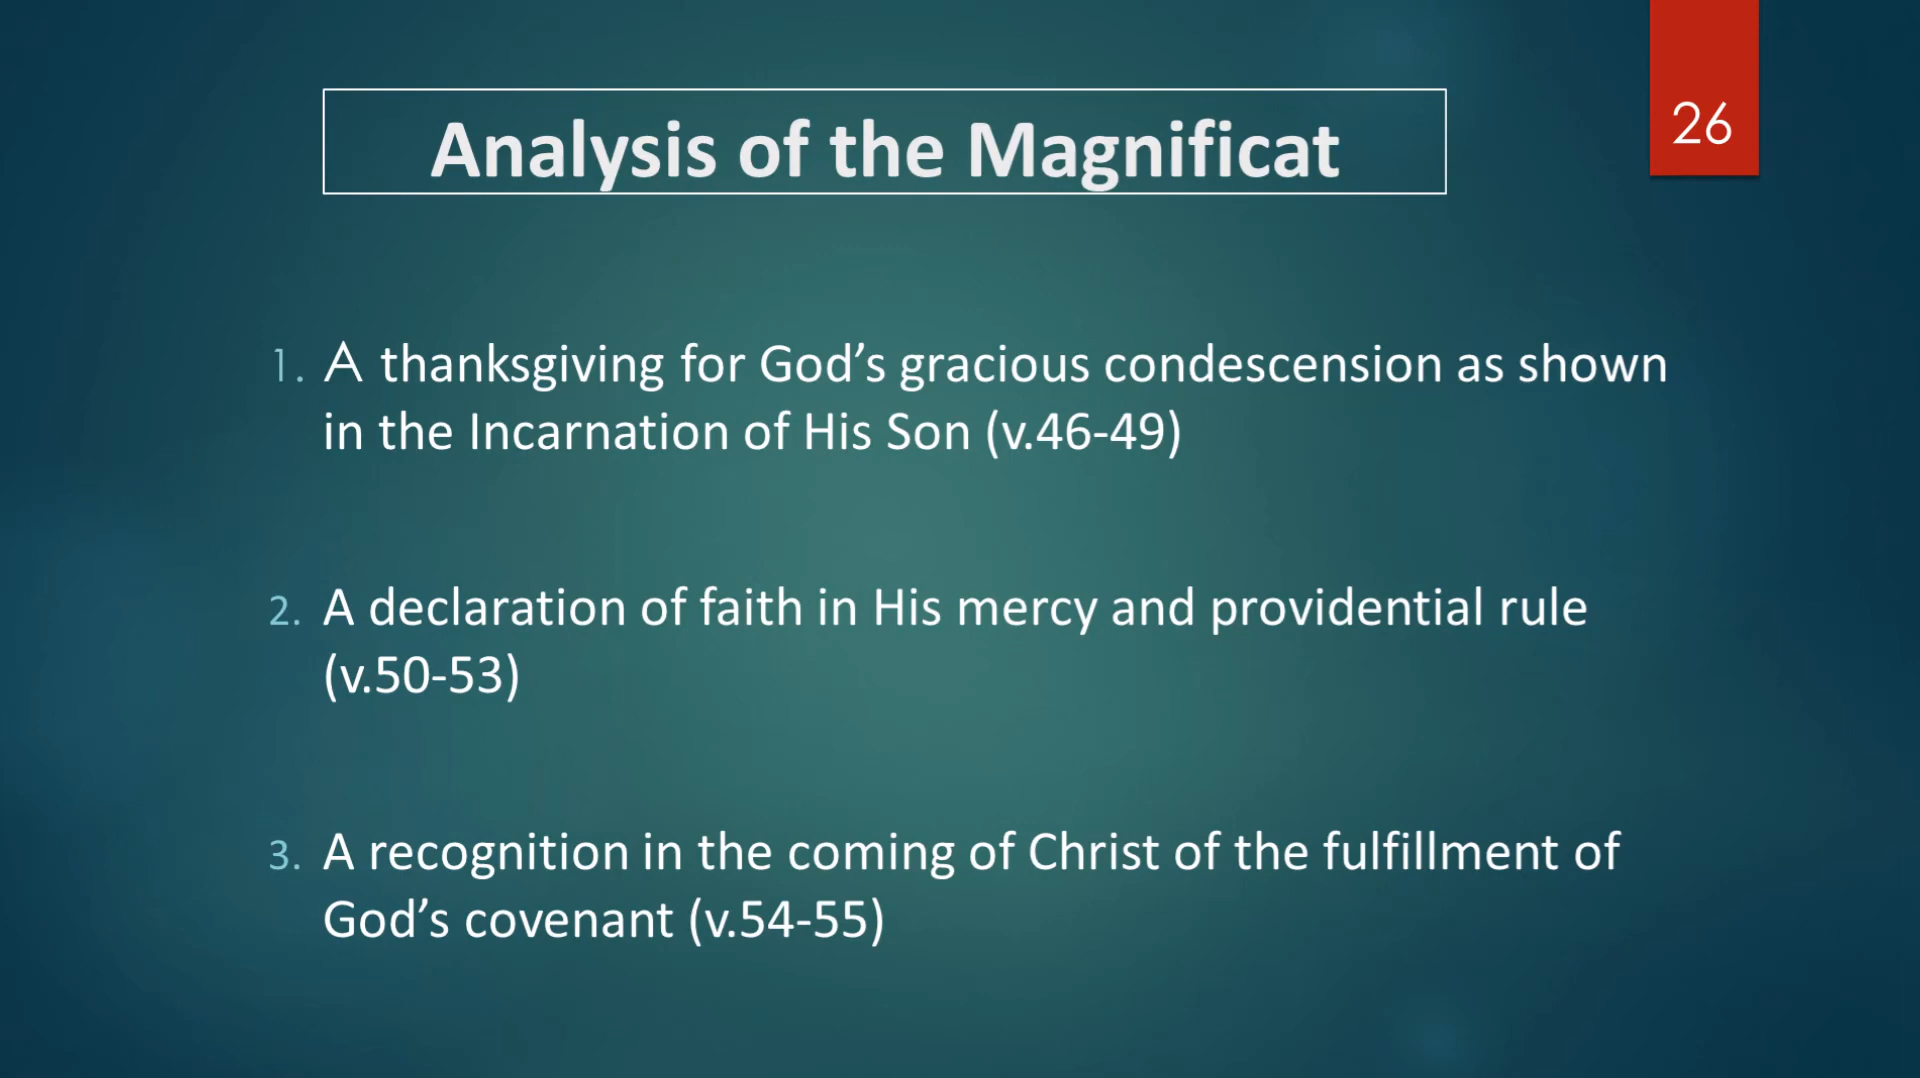 26
Analysis of the Magnificat
1. A thanksgiving for God’s gracious condescension as shown
in the Incarnation of His Son (v.46-49)
2. A declaration of faith in His mercy and providential rule
(v.50-53)
3. A recognition in the coming of Christ of the fulfillment of
God’s covenant (v.54-55)